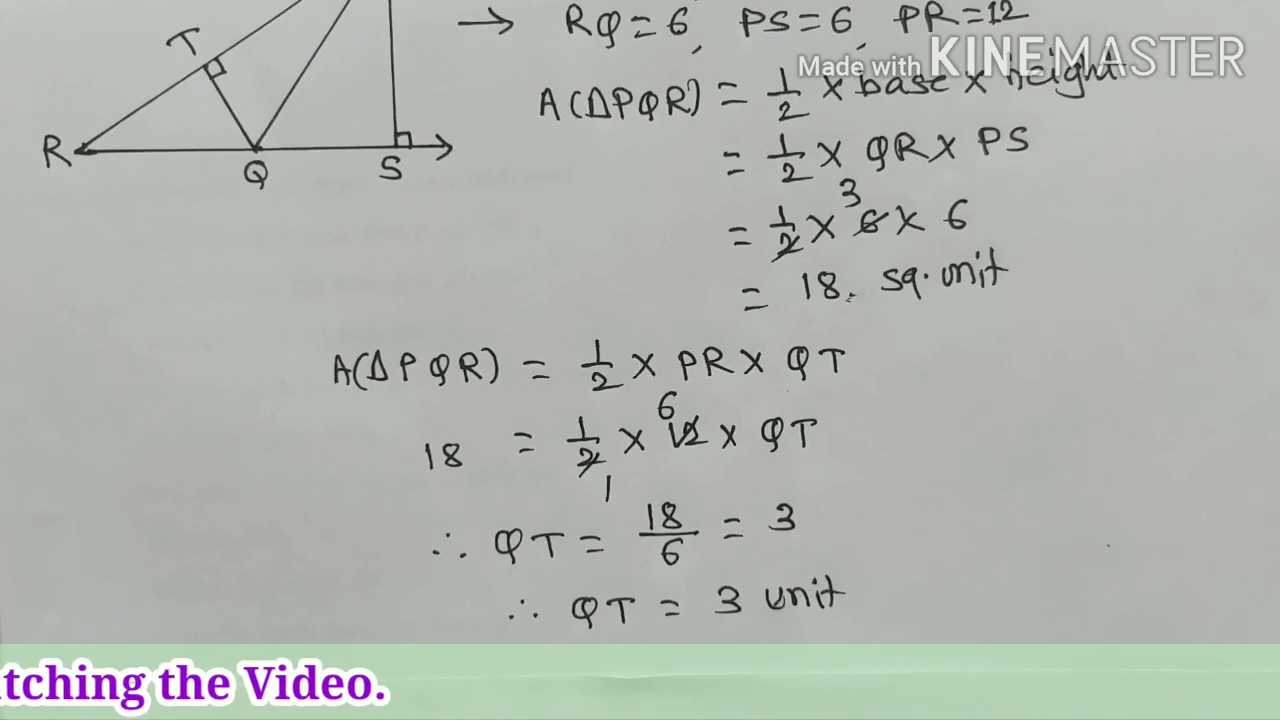 → RQ = 6, PS = 6, PR = 12
Made with KINEMASTER
A(ΔPQR) = 1/2 × base × height
= 1/2 × QR × PS
3
= 1/2 × 6 × 6
= 18. sq. unit
T
R
Q
S
A(ΔPQR) = 1/2 × PR × QT
6
18 = 1/2 × 12 × QT
1
∴ QT = 18/6 = 3
∴ QT = 3 unit
tching the Video.